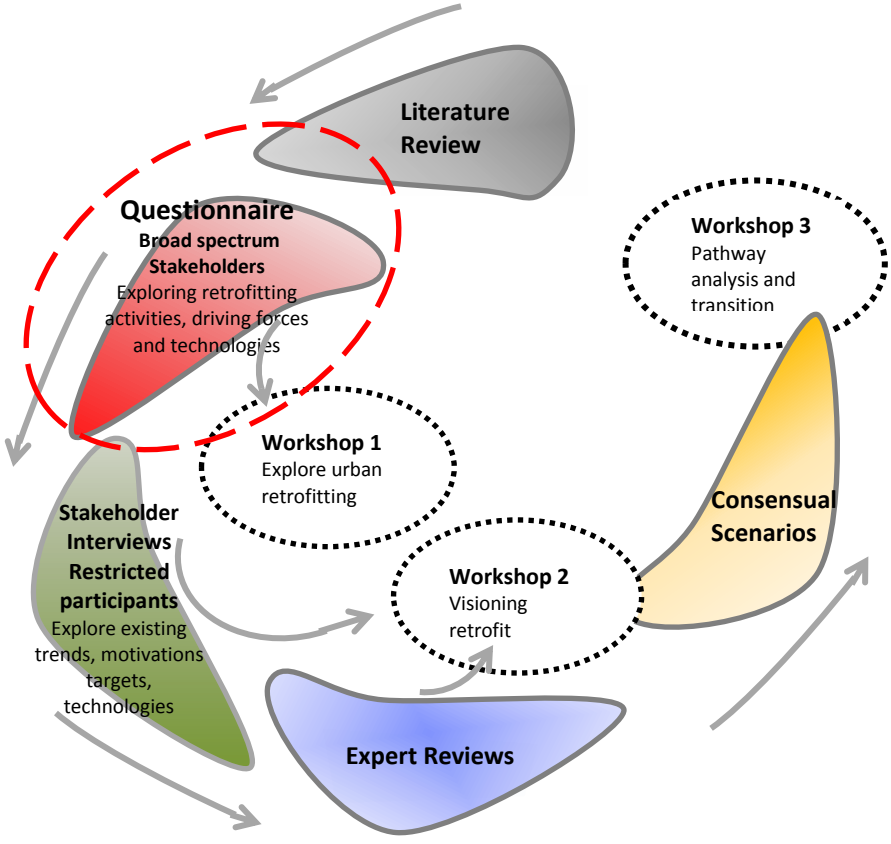 Literature
Review
Questionnaire
Broad spectrum
Stakeholders
Exploring retrofitting
activities, driving forces
and technologies
Workshop 3
Pathway
analysis and
transition
Workshop 1
Explore urban
retrofitting
Stakeholder
Interviews
Restricted
participants
Explore existing
trends, motivations
targets,
technologies
Workshop 2
Visioning
retrofit
Consensual
Scenarios
Expert Reviews